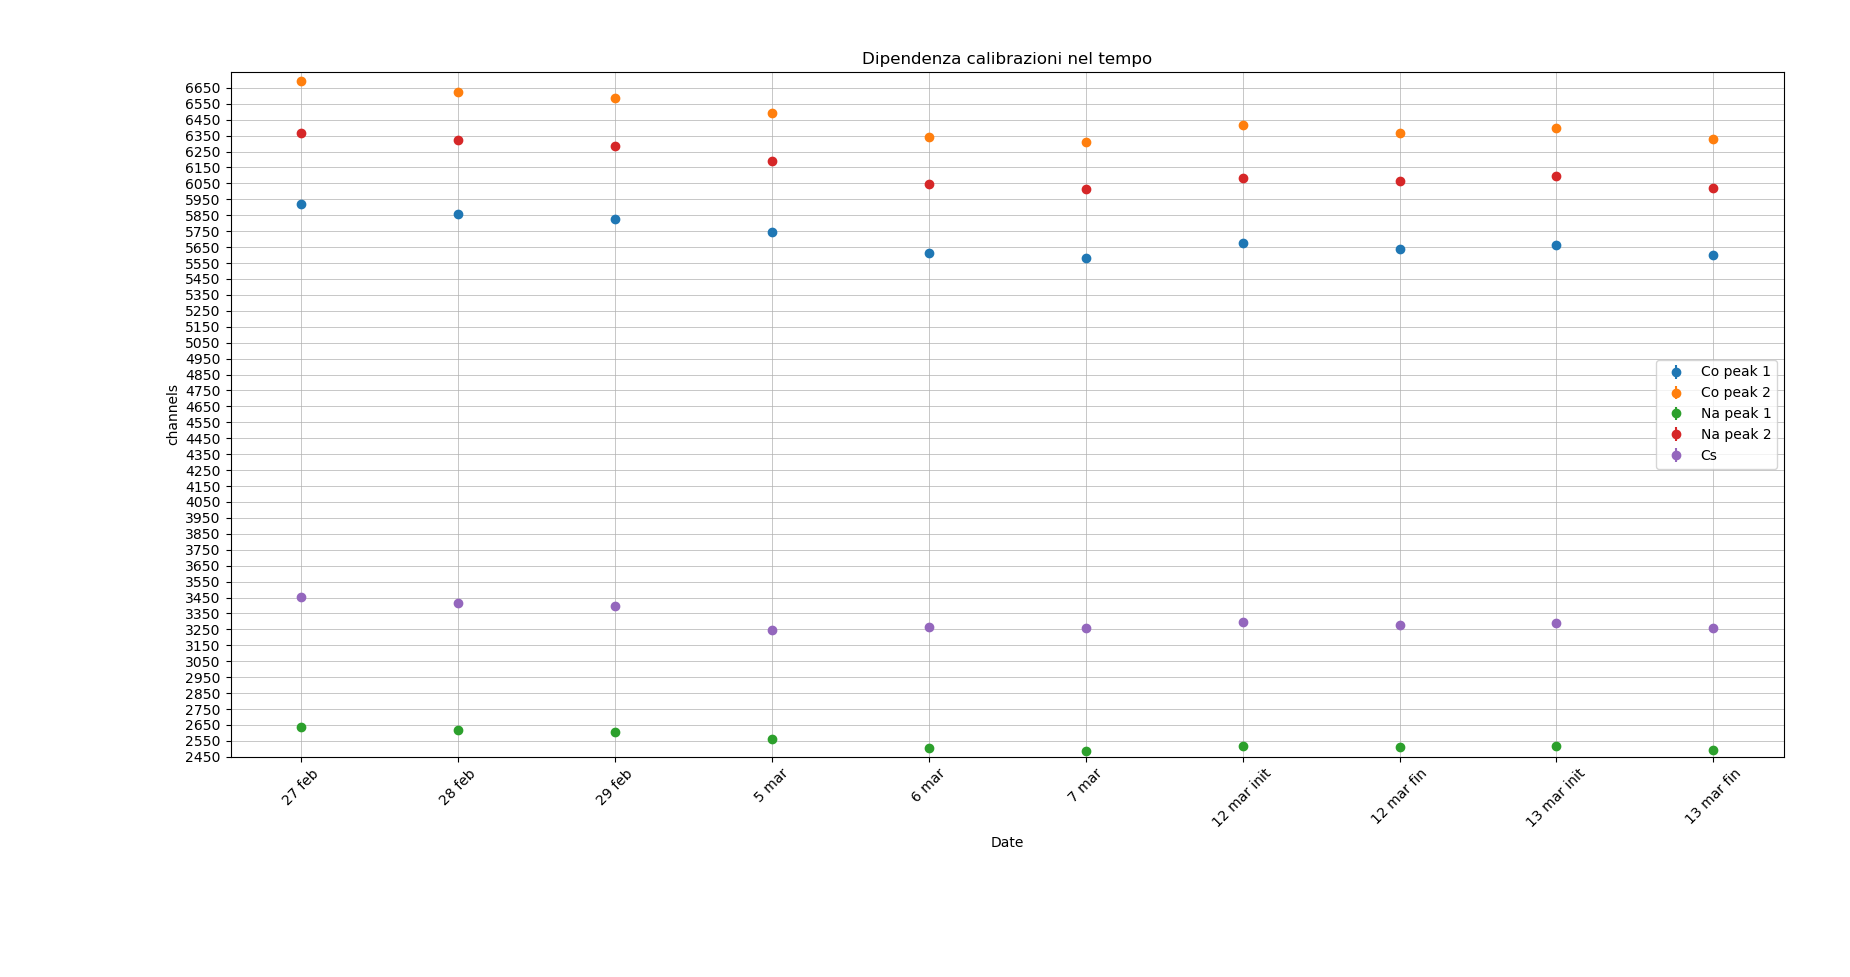 Dipendenza calibrazioni nel tempo
6650
6550
6450
6350
6250
6150
6050
5950
5850
5750
5650
5550
5450
5350
5250
5150
5050
4950
4850
4750
4650
4550
4450
4350
4250
4150
4050
3950
3850
3750
3650
3550
3450
3350
3250
3150
3050
2950
2850
2750
2650
2550
2450
channels
Co peak 1
Co peak 2
Na peak 1
Na peak 2
Cs
27 feb
28 feb
29 feb
5 mar
6 mar
7 mar
12 mar init
12 mar fin
13 mar init
13 mar fin
Date